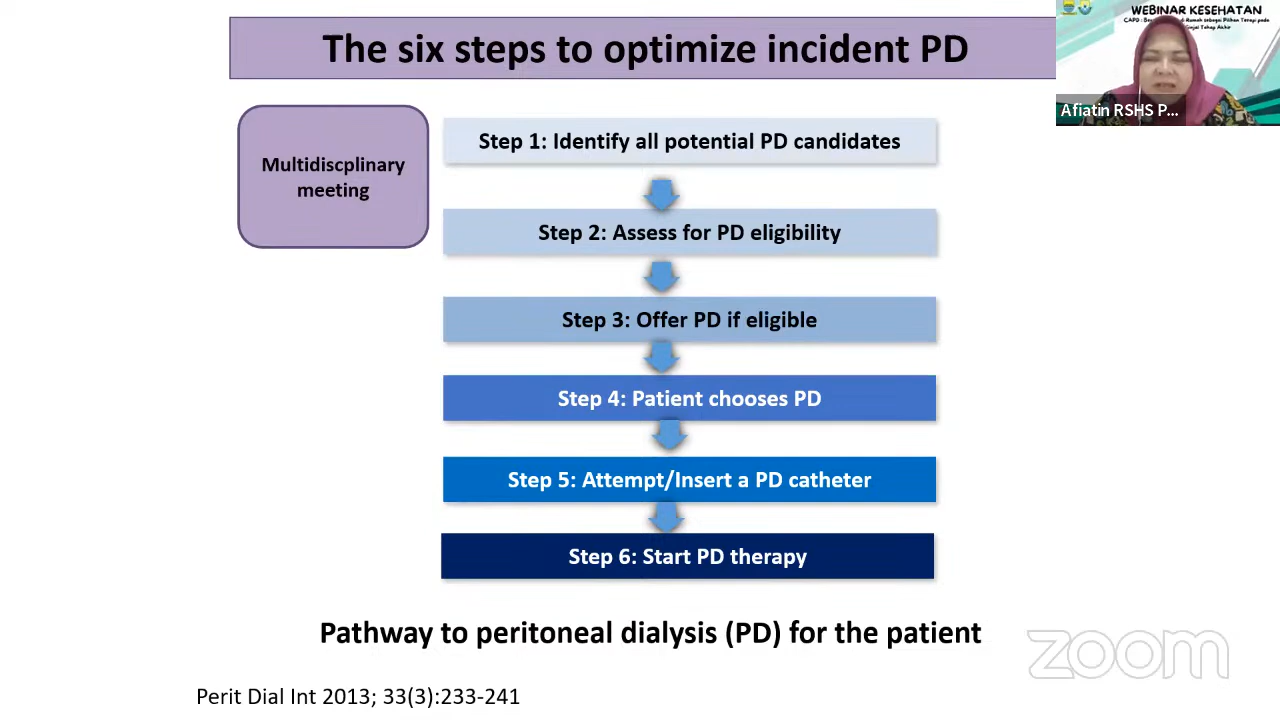 The six steps to optimize incident PD
WEBINAR KESEHATAN
Afiatin RSHS P...
Multidiscplinary
meeting
Step 1: Identify all potential PD candidates
Step 2: Assess for PD eligibility
Step 3: Offer PD if eligible
Step 4: Patient chooses PD
Step 5: Attempt/Insert a PD catheter
Step 6: Start PD therapy
Pathway to peritoneal dialysis (PD) for the patient
zoom
Perit Dial Int 2013; 33(3):233-241